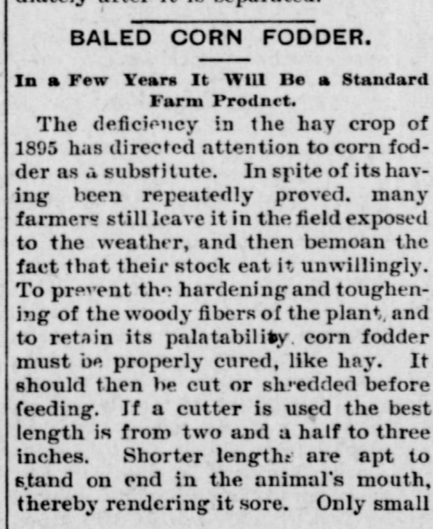 diately after it is separated.
BALED CORN FODDER.
In a Few Years It Will Be a Standard
Farm Prodnct.
The deficiency in the hay crop of
1895 has directed attention to corn fod-
der as a substitute. In spite of its hav-
ing been repeatedly proved, many
farmers still leave it in the field exposed
to the weather, and then bemoan the
fact that their stock eat it unwillingly.
To prevent the hardening and toughen-
ing of the woody fibers of the plant, and
to retain its palatability, corn fodder
must be properly cured, like hay. It
should then be cut or shredded before
feeding. If a cutter is used the best
length is from two and a half to three
inches. Shorter lengths are apt to
stand on end in the animal's mouth,
thereby rendering it sore. Only small